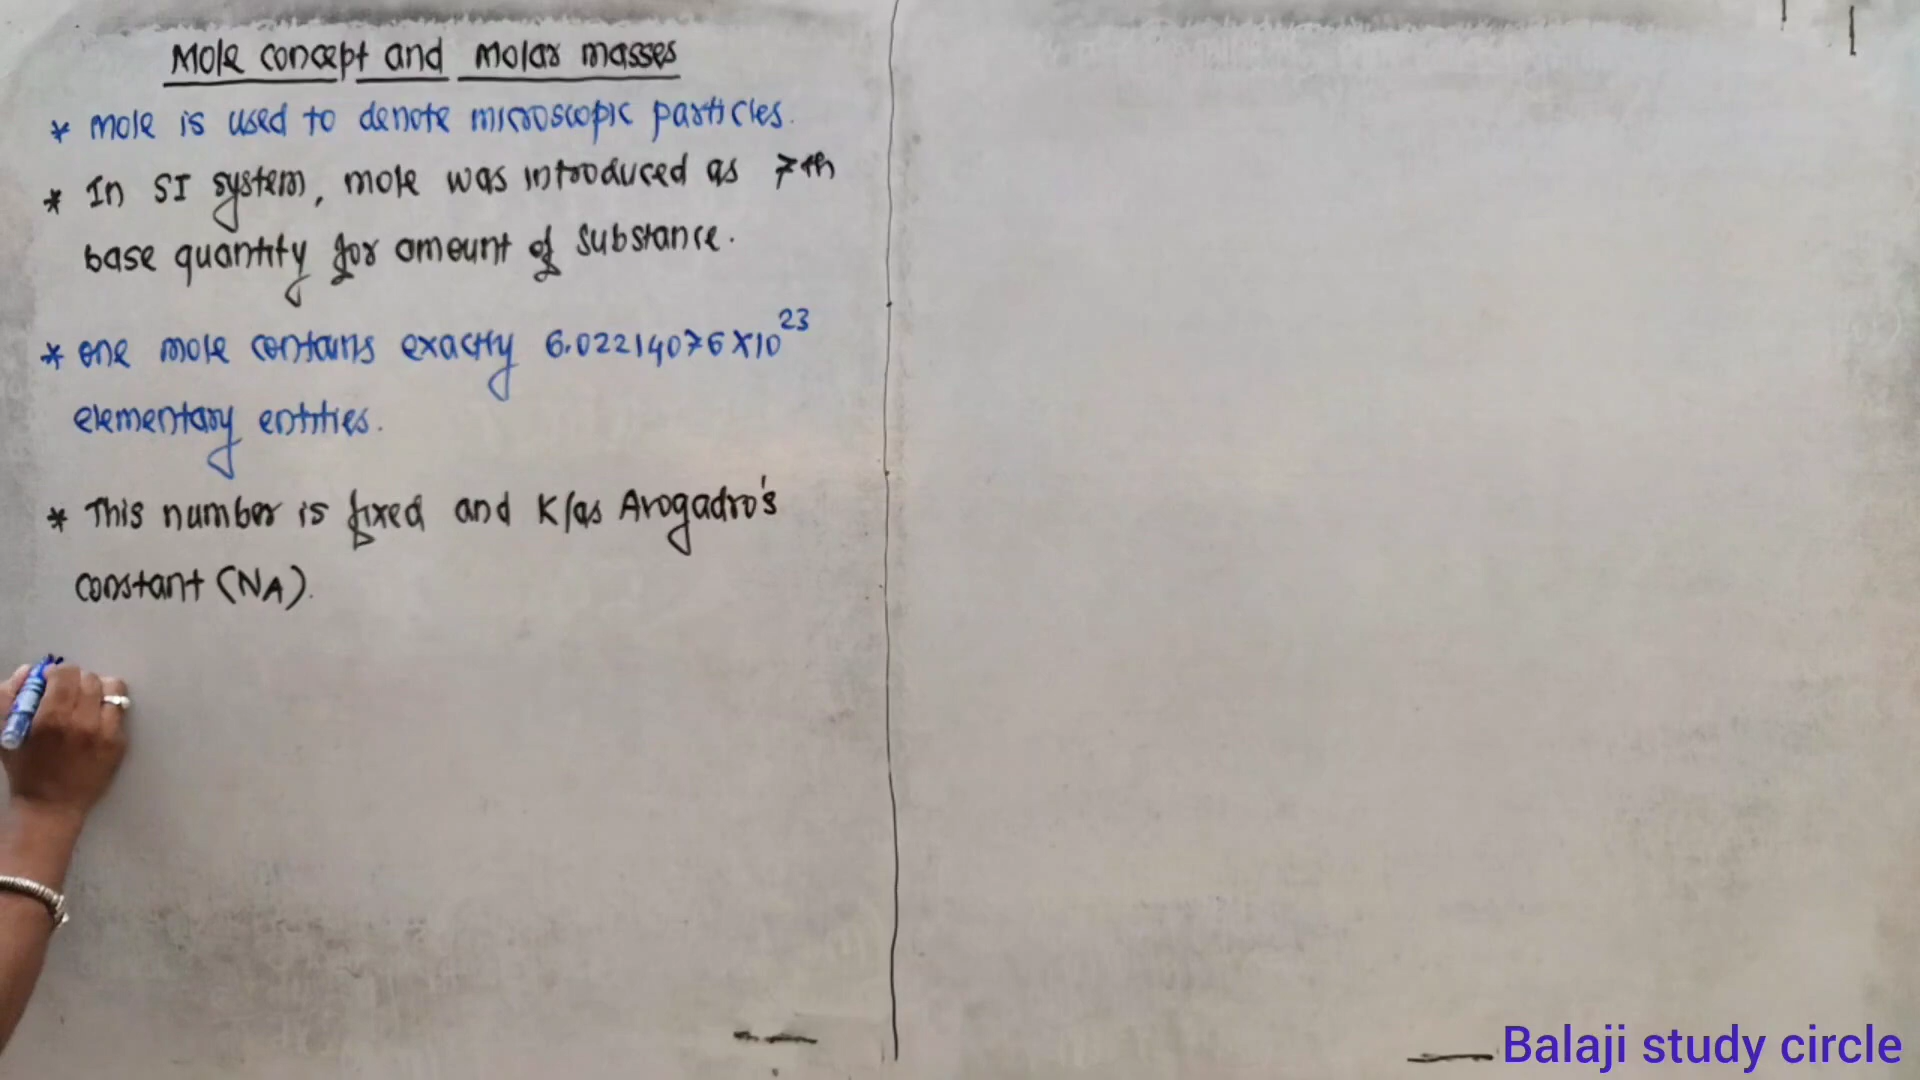 Mole concept and molar masses
* mole is used to denote microscopic particles.
* In SI system, mole was introduced as 7th
base quantity for amount of substance.
* one mole contains exactly 6.02214076×10²³
elementary entities.
* This number is fixed and K/as Avogadro's
constant (NA).
Balaji study circle